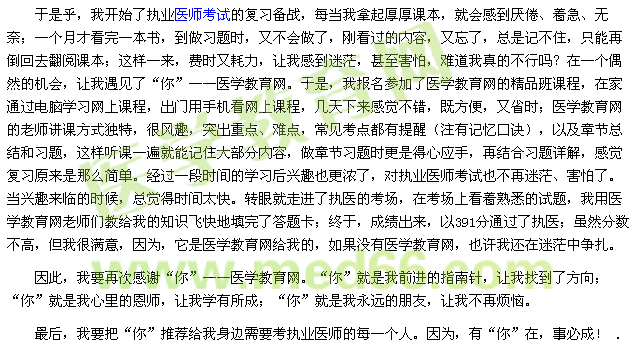 于是乎，我开始了执业医师考试的复习备战，每当我拿起厚厚课本，就会感到厌倦、着急、无
奈；一个月才看完一本书，到做习题时，又不会做了，刚看过的内容，又忘了，总是记不住，只能再
倒回去翻阅课本；这样一来，费时又耗力，让我感到迷茫，甚至害怕，难道我真的不行吗？在一个偶
然的机会，让我遇见了“你”——医学教育网。于是，我报名参加了医学教育网的精品班课程，在家
通过电脑学习网上课程，出门用手机看网上课程，几天下来感觉不错，既方便，又省时；医学教育网
的老师讲课方式独特，很风趣，突出重点、难点，常见考点都有提醒（注有记忆口诀），以及章节总
结和习题，这样听课一遍就能记住大部分内容，做章节习题时更是得心应手，再结合习题详解，感觉
复习原来是那么简单。经过一段时间的学习后兴趣也更浓了，对执业医师考试也不再迷茫、害怕了。
当兴趣来临的时候，总觉得时间太快。转眼就走进了执医的考场，在考场上看着熟悉的试题，我用医
学教育网老师们教给我的知识飞快地填完了答题卡；终于，成绩出来，以391分通过了执医；虽然分数
不高，但我很满意，因为，它是医学教育网给我的，如果没有医学教育网，也许我还在迷茫中争扎。
因此，我要再次感谢“你”——医学教育网。“你”就是我前进的指南针，让我找到了方向；
“你”就是我心里的恩师，让我学有所成；“你”就是我永远的朋友，让我不再烦恼。
最后，我要把“你”推荐给我身边需要考执业医师的每一个人。因为，有“你”在，事必成！．
医学教育网
www.med66.com